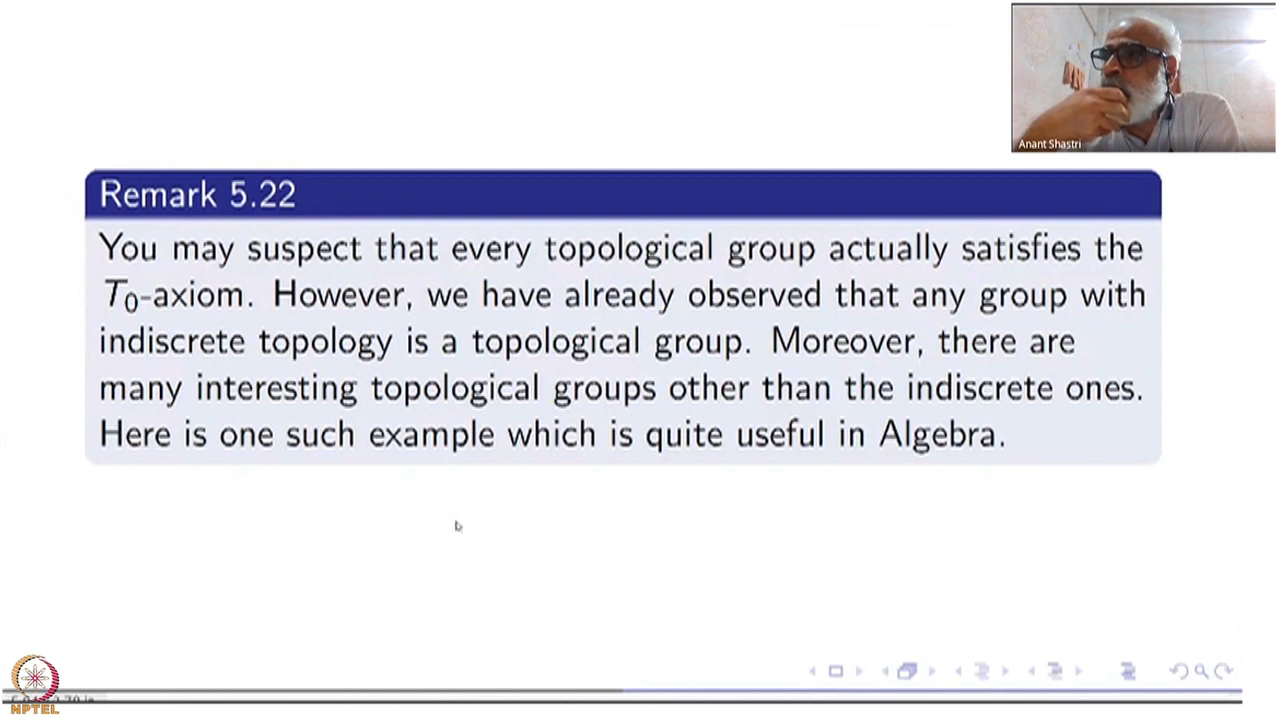 Anant Shastri
Remark 5.22
You may suspect that every topological group actually satisfies the
T₀-axiom. However, we have already observed that any group with
indiscrete topology is a topological group. Moreover, there are
many interesting topological groups other than the indiscrete ones.
Here is one such example which is quite useful in Algebra.
NPTEL